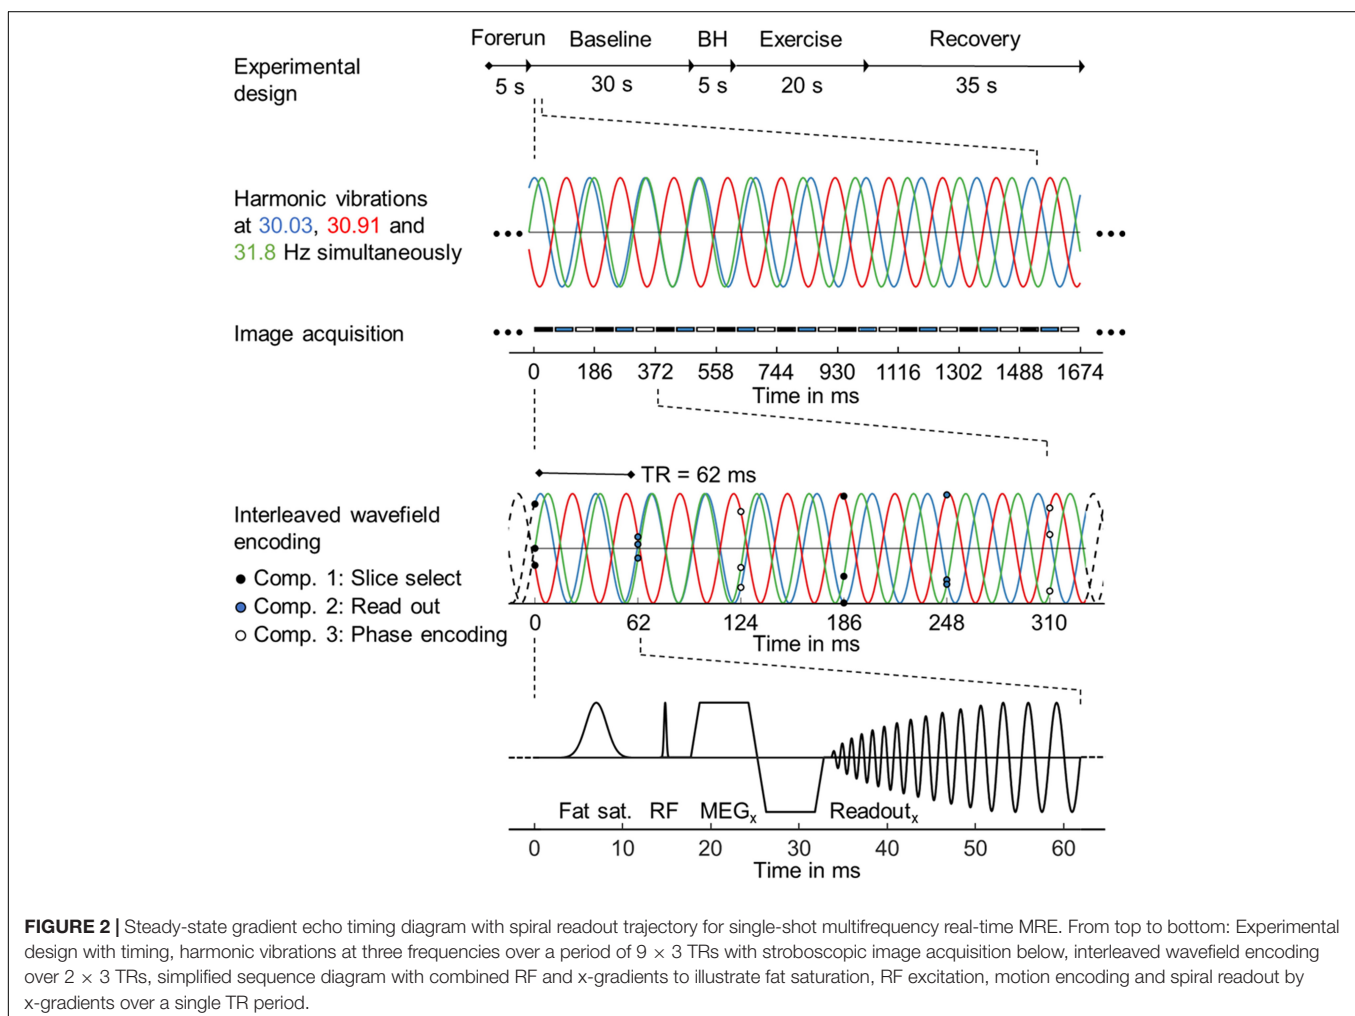 Forerun Baseline BH Exercise Recovery
Experimental
design
5 s 30 s 5 s 20 s 35 s
Harmonic vibrations
at 30.03, 30.91 and
31.8 Hz simultaneously
Image acquisition
0 186 372 558 744 930 1116 1302 1488 1674
Time in ms
TR = 62 ms
Interleaved wavefield
encoding
Comp. 1: Slice select
Comp. 2: Read out
Comp. 3: Phase encoding
0 62 124 186 248 310
Time in ms
Fat sat. RF MEGx Readoutx
0 10 20 30 40 50 60
Time in ms
FIGURE 2 | Steady-state gradient echo timing diagram with spiral readout trajectory for single-shot multifrequency real-time MRE. From top to bottom: Experimental
design with timing, harmonic vibrations at three frequencies over a period of 9 × 3 TRs with stroboscopic image acquisition below, interleaved wavefield encoding
over 2 × 3 TRs, simplified sequence diagram with combined RF and x-gradients to illustrate fat saturation, RF excitation, motion encoding and spiral readout by
x-gradients over a single TR period.